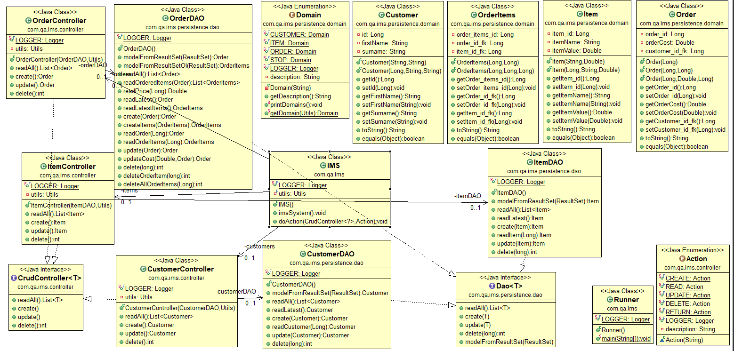 <<Java Class>>
OrderController
com.qa.ims.controller
LOGGER: Logger
utils: Utils
OrderController(OrderDAO,Utils)
readAll():List<Order>
create():Order
update():Order
delete():int
<<Java Class>>
OrderDAO
com.qa.ims.persistence.dao
LOGGER: Logger
OrderDAO()
modelFromResultSet(ResultSet):Order
readOrderedItems(Order):List<OrderItems>
readLatest():Order
readLatestItems():OrderItems
create(Order):Order
createItems(OrderItems):OrderItems
readOrder(Long):Order
readOrderItems(Long):OrderItems
update(Order):Order
updateCost(Double,Order):Order
delete(long):int
deleteOrderItem(long):int
deleteAllOrderItems(Long):int
<<Java Enumeration>>
Domain
com.qa.ims.persistence.domain
CUSTOMER: Domain
ITEM: Domain
ORDER: Domain
STOP: Domain
LOGGER: Logger
description: String
Domain(String)
getDescription():String
printDomains():void
getDomain(Utils):Domain
<<Java Class>>
Customer
com.qa.ims.persistence.domain
id: Long
firstName: String
surname: String
Customer(String,String)
Customer(Long,String,String)
getId():Long
setId(Long):void
getFirstName():String
setFirstName(String):void
getSurname():String
setSurname(String):void
toString():String
equals(Object):boolean
<<Java Class>>
OrderItems
com.qa.ims.persistence.domain
order_items_id: Long
order_id_fk: Long
item_id_fk: Long
OrderItems(Long,Long)
OrderItems(Long,Long,Long)
getOrder_items_id():Long
setOrder_items_id(Long):void
getOrder_id_fk():Long
setOrder_id_fk(Long):void
getItem_id_fk():Long
setItem_id_fk(Long):void
toString():String
equals(Object):boolean
<<Java Class>>
Item
com.qa.ims.persistence.domain
item_id: Long
itemName: String
itemValue: Double
Item(String,Double)
Item(Long,String,Double)
getItem_id():Long
setItem_id(Long):void
getItemName():String
setItemName(String):void
getItemValue():Double
setItemValue(Double):void
toString():String
equals(Object):boolean
<<Java Class>>
Order
com.qa.ims.persistence.domain
order_id: Long
orderCost: Double
customer_id_fk: Long
Order(Long)
Order(Long,Long)
Order(Long,Double,Long)
getOrder_id():Long
setOrder_id(Long):void
getOrderCost():Double
setOrderCost(Double):void
getCustomer_id_fk():Long
setCustomer_id_fk(Long):void
toString():String
equals(Object):boolean
-orderDAO
0..1
<<Java Class>>
ItemController
com.qa.ims.controller
LOGGER: Logger
utils: Utils
ItemController(ItemDAO,Utils)
readAll():List<Item>
create():Item
update():Item
delete():int
-items
0..1
<<Java Class>>
IMS
com.qa.ims
LOGGER: Logger
utils: Utils
IMS()
imsSystem():void
doAction(CrudController<?>,Action):void
-itemDAO
0..1
<<Java Class>>
ItemDAO
com.qa.ims.persistence.dao
LOGGER: Logger
ItemDAO()
modelFromResultSet(ResultSet):Item
readAll():List<Item>
readLatest():Item
create(Item):Item
readItem(Long):Item
update(Item):Item
delete(long):int
-customers
0..1
<<Java Interface>>
CrudController<T>
com.qa.ims.controller
readAll():List<T>
create()
update()
delete():int
<<Java Class>>
CustomerController
com.qa.ims.controller
LOGGER: Logger
utils: Utils
CustomerController(CustomerDAO,Utils)
readAll():List<Customer>
create():Customer
update():Customer
delete():int
customerDAO
0..1
<<Java Class>>
CustomerDAO
com.qa.ims.persistence.dao
LOGGER: Logger
CustomerDAO()
modelFromResultSet(ResultSet):Customer
readAll():List<Customer>
readLatest():Customer
create(Customer):Customer
readCustomer(Long):Customer
update(Customer):Customer
delete(long):int
<<Java Interface>>
Dao<T>
com.qa.ims.persistence.dao
readAll():List<T>
create(T)
update(T)
delete(long):int
modelFromResultSet(ResultSet)
<<Java Class>>
Runner
com.qa.ims
LOGGER: Logger
Runner()
main(String[]):void
<<Java Enumeration>>
Action
com.qa.ims.controller
CREATE: Action
READ: Action
UPDATE: Action
DELETE: Action
RETURN: Action
LOGGER: Logger
description: String
Action(String)